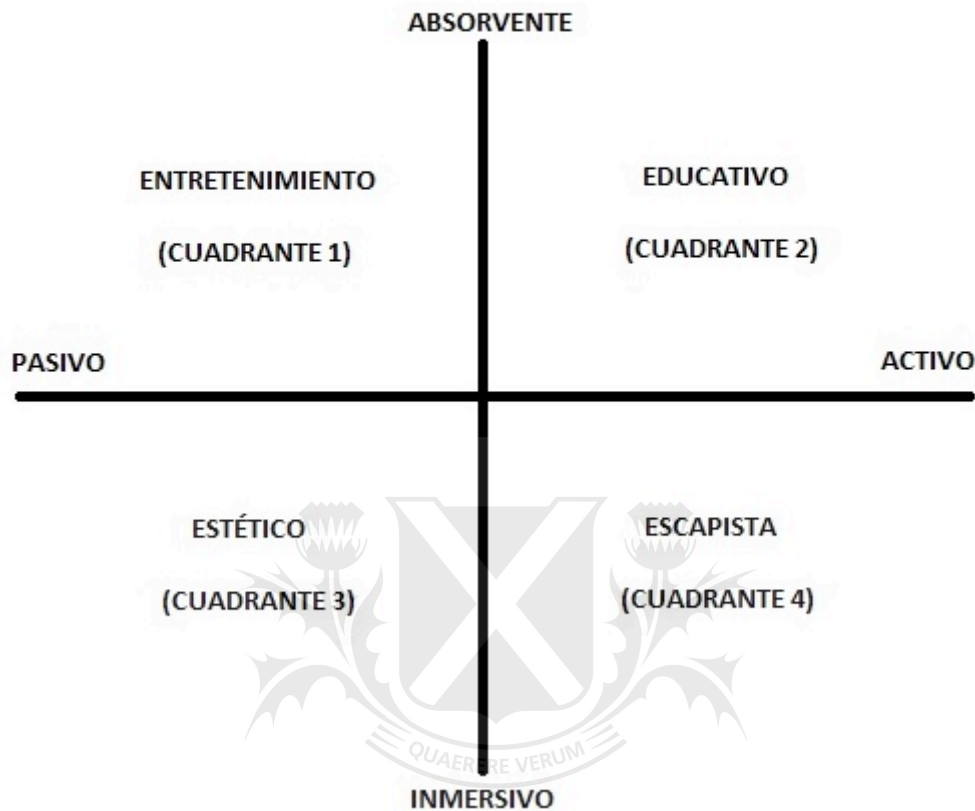 ABSORVENTE
ENTRETENIMIENTO
(CUADRANTE 1)
EDUCATIVO
(CUADRANTE 2)
PASIVO
ACTIVO
ESTÉTICO
(CUADRANTE 3)
ESCAPISTA
(CUADRANTE 4)
QUAERERE VERUM
INMERSIVO